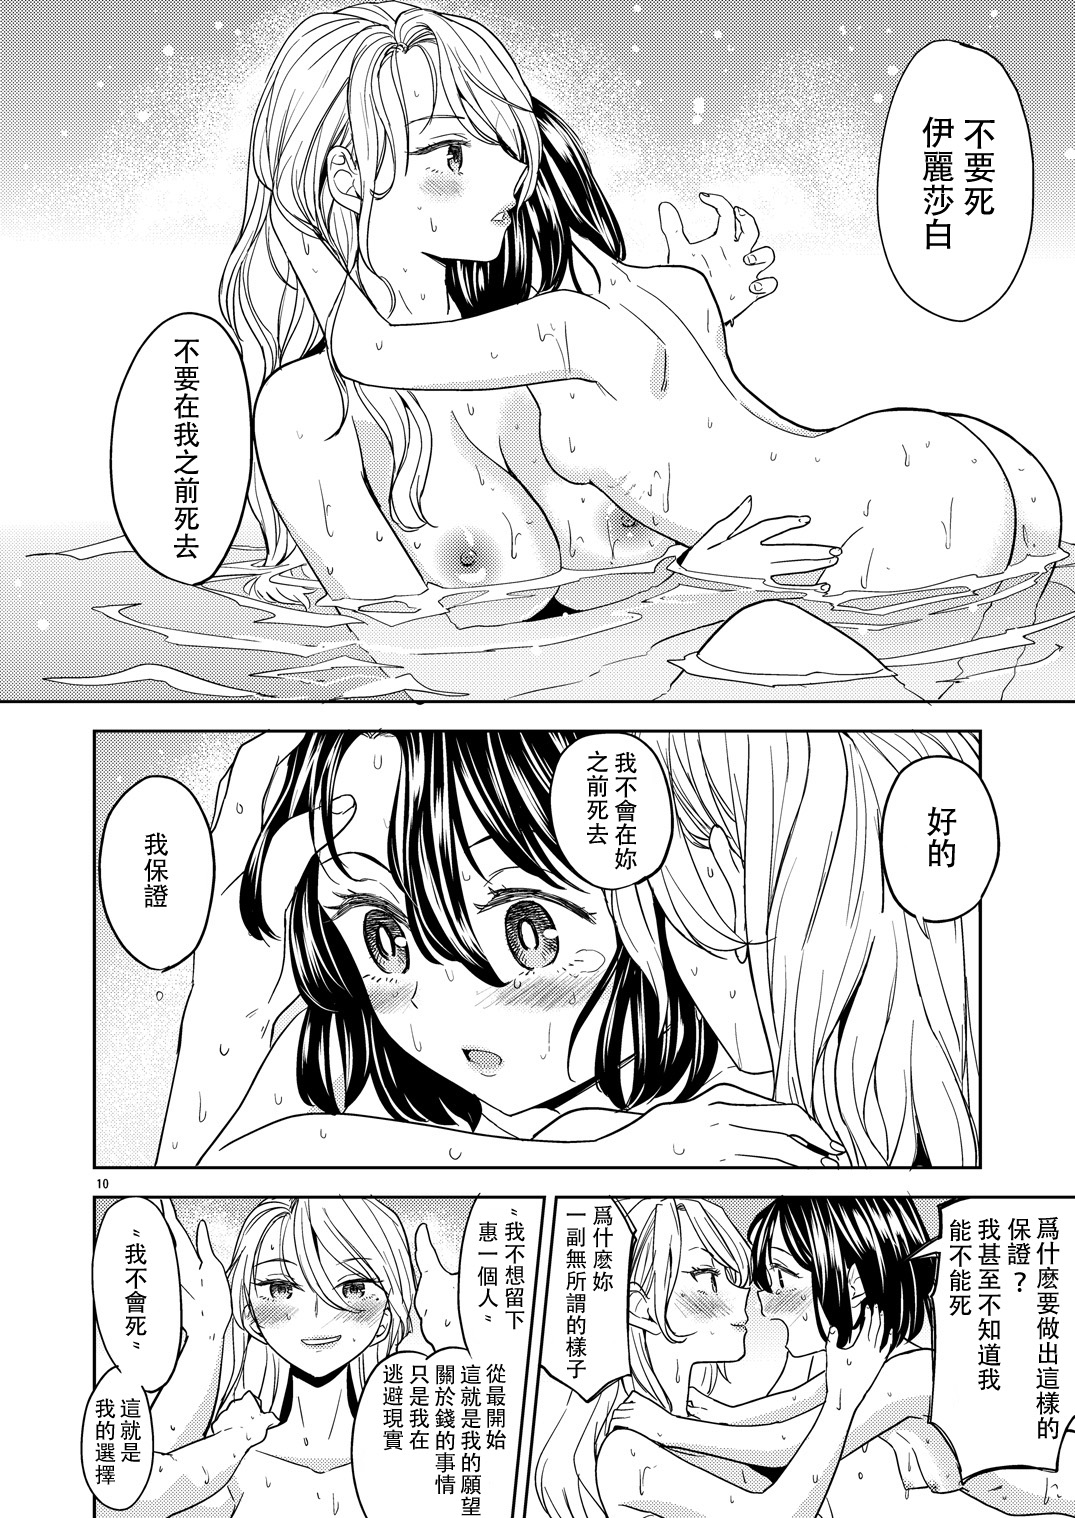 不要死
伊麗莎白
不要在我之前死去
好的
我不會在妳
之前死去
我保證
10
爲什麽要做出這樣的
保證？
我甚至不知道我
能不能死
爲什麽妳
一副無所謂的樣子
“我不想留下
惠一個人”
從最開始
這就是我的願望
關於錢的事情
只是我在
逃避現實
“我不會死”
這就是
我的選擇